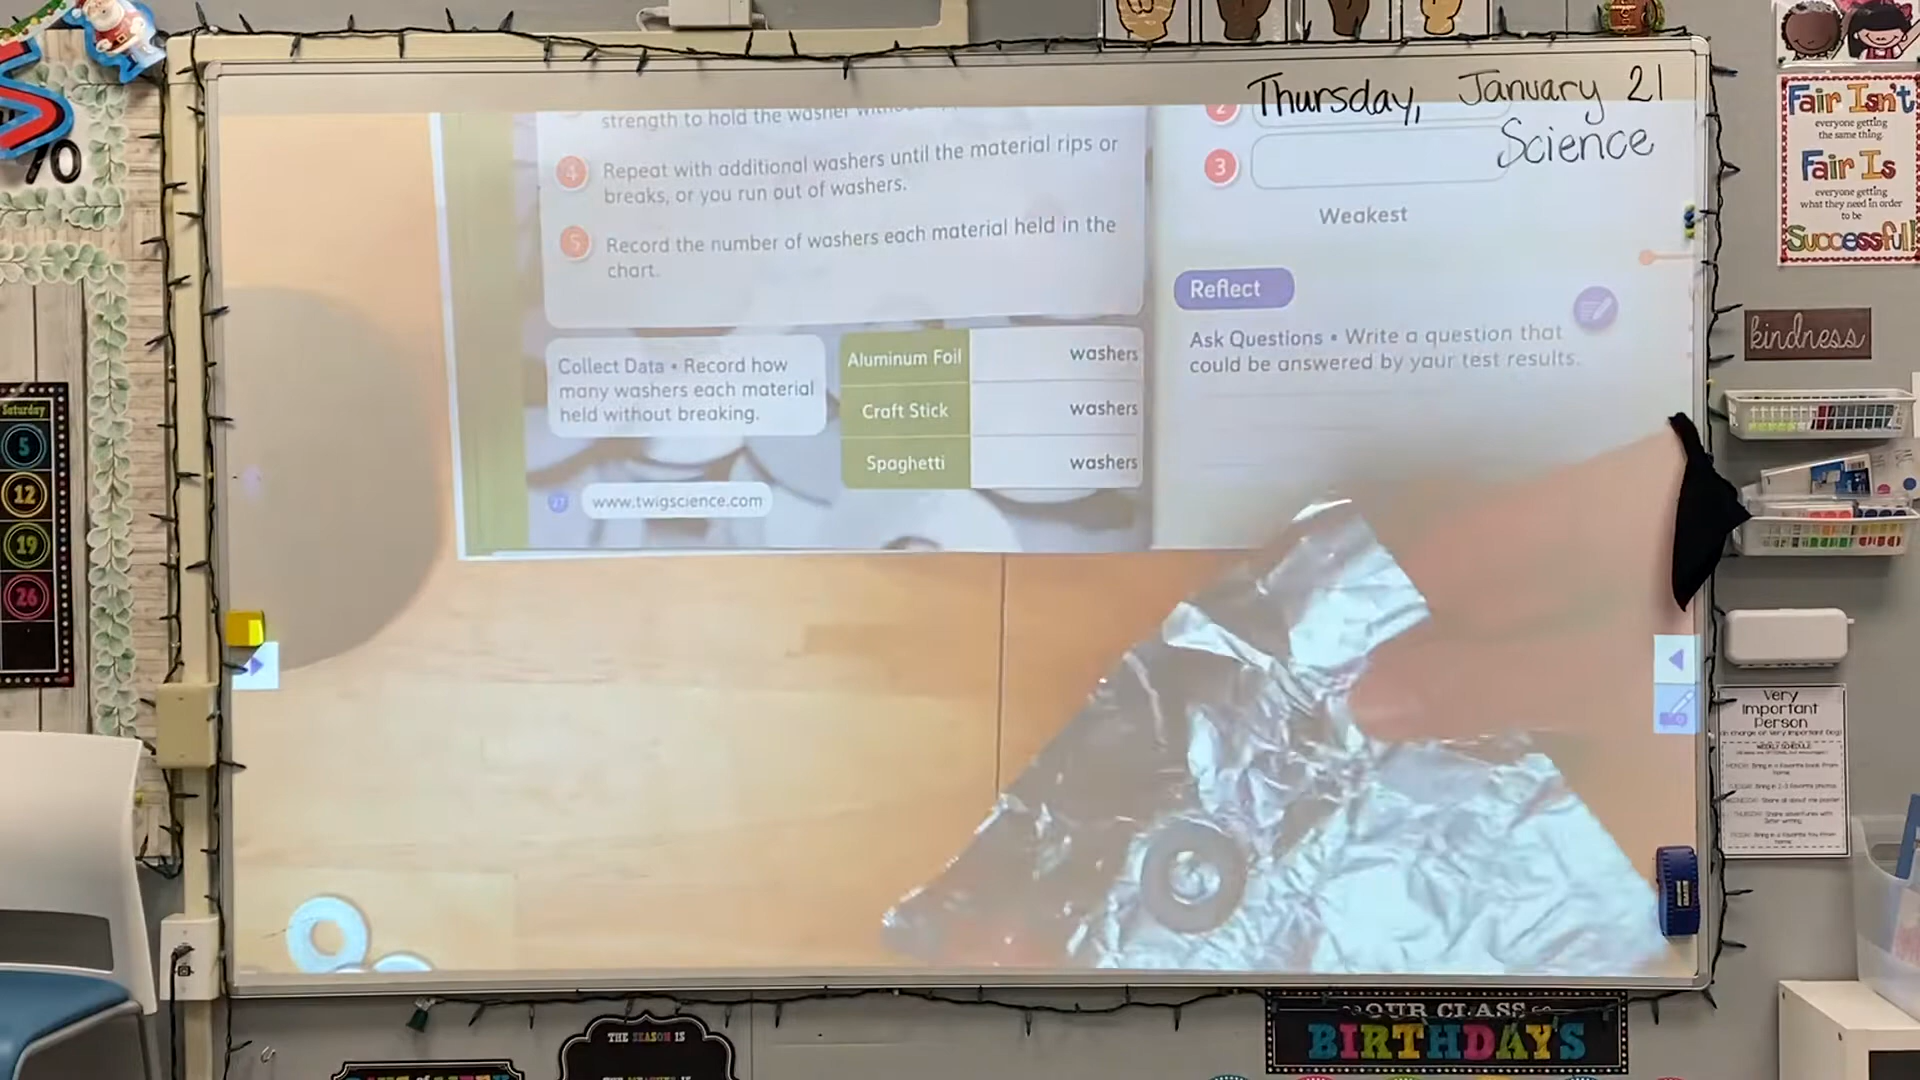 Thursday, January 21
Science
strength to hold the washer
4 Repeat with additional washers until the material rips or
breaks, or you run out of washers.
5 Record the number of washers each material held in the
chart.
Collect Data • Record how
many washers each material
held without breaking.
Aluminum Foil washers
Craft Stick washers
Spaghetti washers
27 www.twigscience.com
2
3
Weakest
Reflect
Ask Questions • Write a question that
could be answered by your test results.
70
Saturday
5
12
19
26
Fair Isn't
everyone getting
the same thing.
Fair Is
everyone getting
what they need in order
to be
Successful!
kindness
Very
Important
Person
WEEKLY SCHEDULE
OUR CLASS
BIRTHDAYS
THE SEASON IS